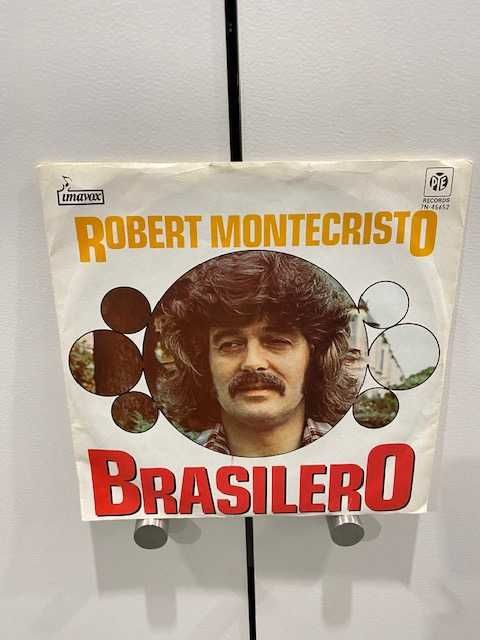 imavox
PYE
RECORDS
7N-45652
ROBERT MONTECRISTO
BRASILERO